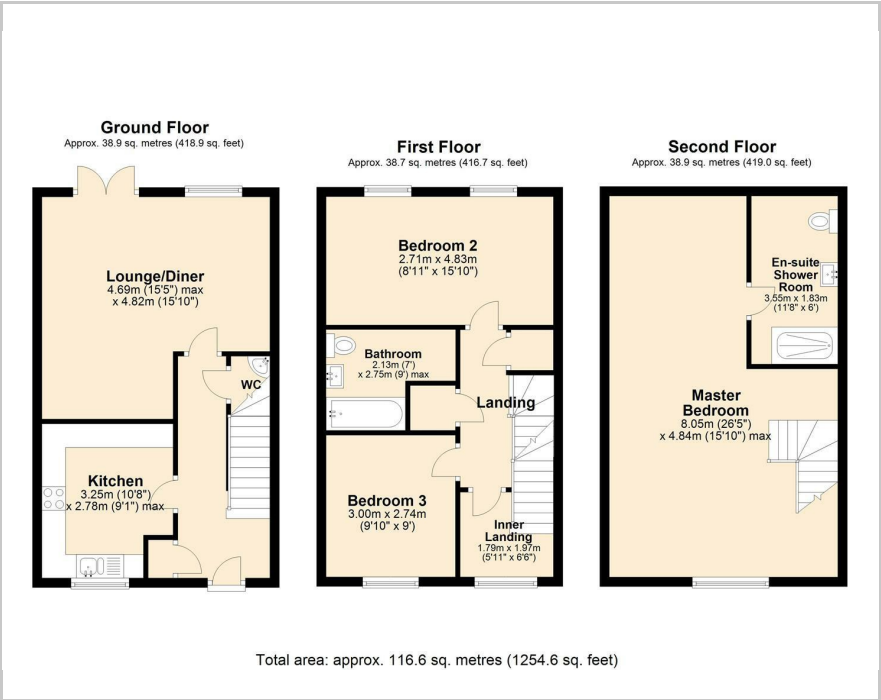 Ground Floor
Approx. 38.9 sq. metres (418.9 sq. feet)
Lounge/Diner
4.69m (15'5") max
x 4.82m (15'10")
WC
Kitchen
3.25m (10'8")
x 2.78m (9'1") max
First Floor
Approx. 38.7 sq. metres (416.7 sq. feet)
Bedroom 2
2.71m x 4.83m
(8'11" x 15'10")
Bathroom
2.13m (7')
x 2.75m (9') max
Landing
Bedroom 3
3.00m x 2.74m
(9'10" x 9')
Inner
Landing
1.79m x 1.97m
(5'11" x 6'6")
Second Floor
Approx. 38.9 sq. metres (419.0 sq. feet)
En-suite
Shower
Room
3.55m x 1.83m
(11'8" x 6')
Master
Bedroom
8.05m (26'5")
x 4.84m (15'10") max
Total area: approx. 116.6 sq. metres (1254.6 sq. feet)